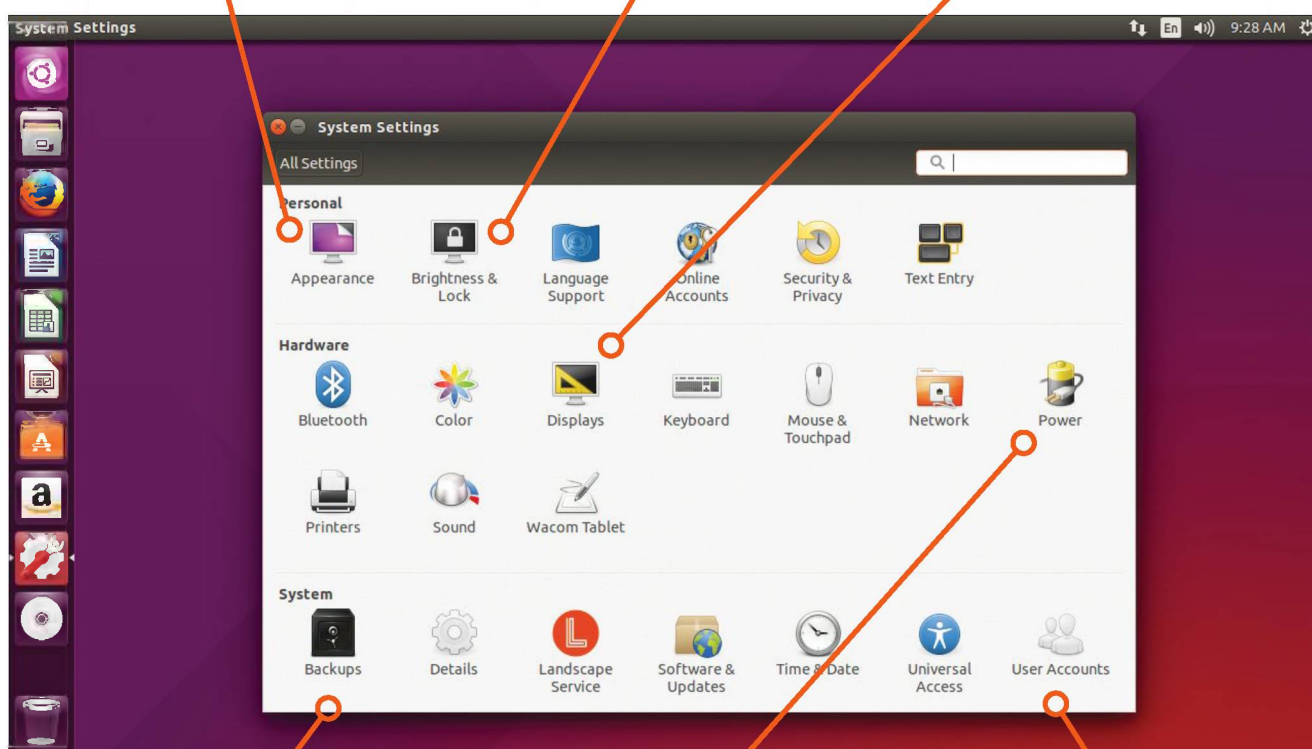 System Settings
En 9:28 AM
System Settings
All Settings
Personal
Appearance
Brightness &
Lock
Language
Support
Online
Accounts
Security &
Privacy
Text Entry
Hardware
Bluetooth
Color
Displays
Keyboard
Mouse &
Touchpad
Network
Power
Printers
Sound
Wacom Tablet
System
Backups
Details
Landscape
Service
Software &
Updates
Time & Date
Universal
Access
User Accounts
A
a
L